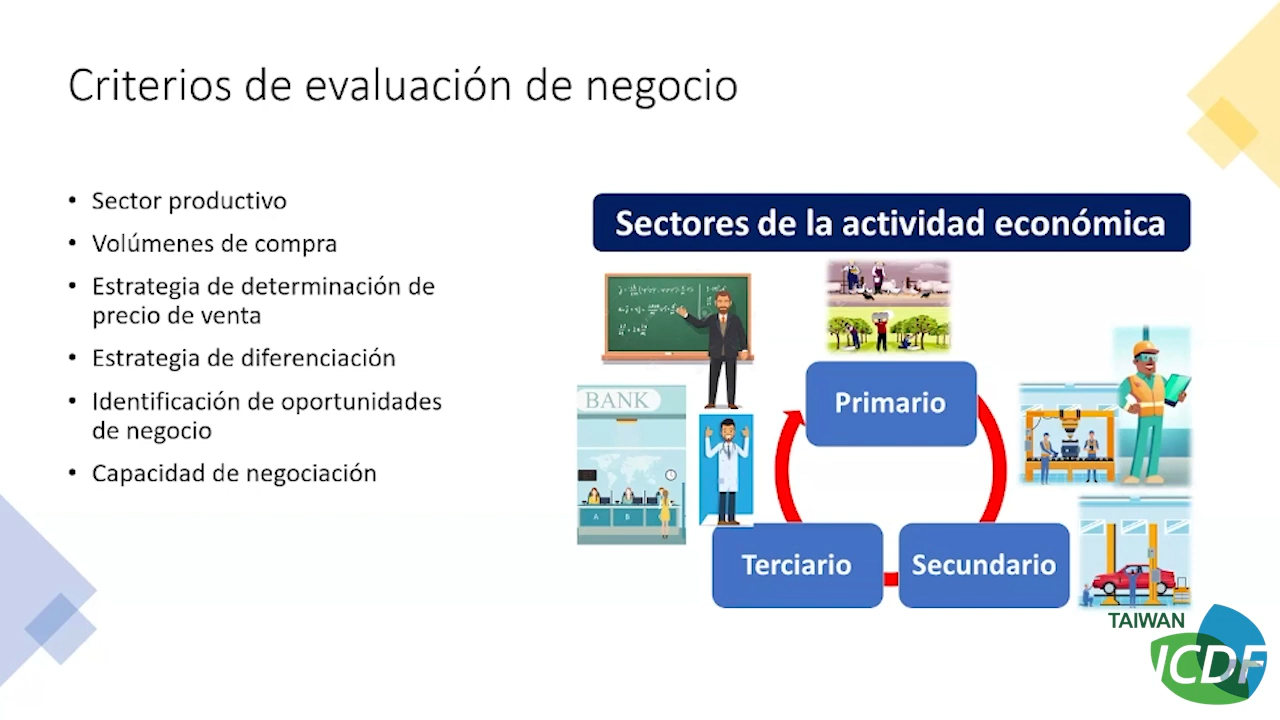 Criterios de evaluación de negocio
• Sector productivo
• Volúmenes de compra
• Estrategia de determinación de
precio de venta
• Estrategia de diferenciación
• Identificación de oportunidades
de negocio
• Capacidad de negociación
Sectores de la actividad económica
BANK
A B
Primario
Terciario
Secundario
TAIWAN
ICDF